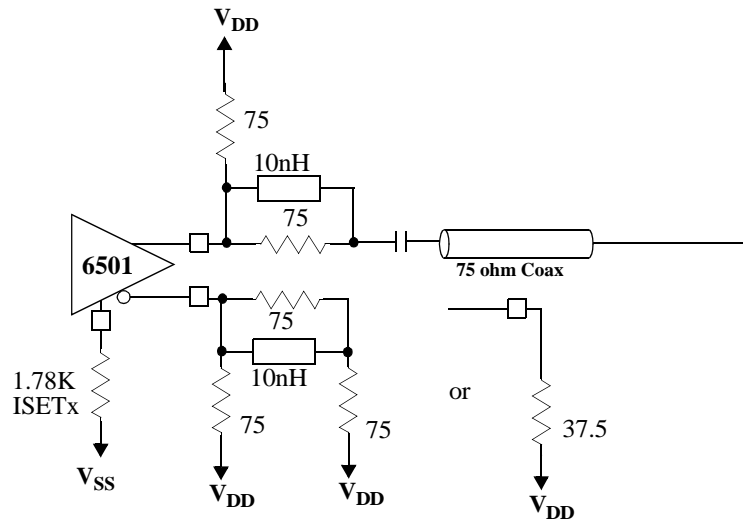 VDD
75
10nH
75
6501
75 ohm Coax
75
10nH
1.78K
ISETx
75
75
or
37.5
VSS
VDD
VDD
VDD